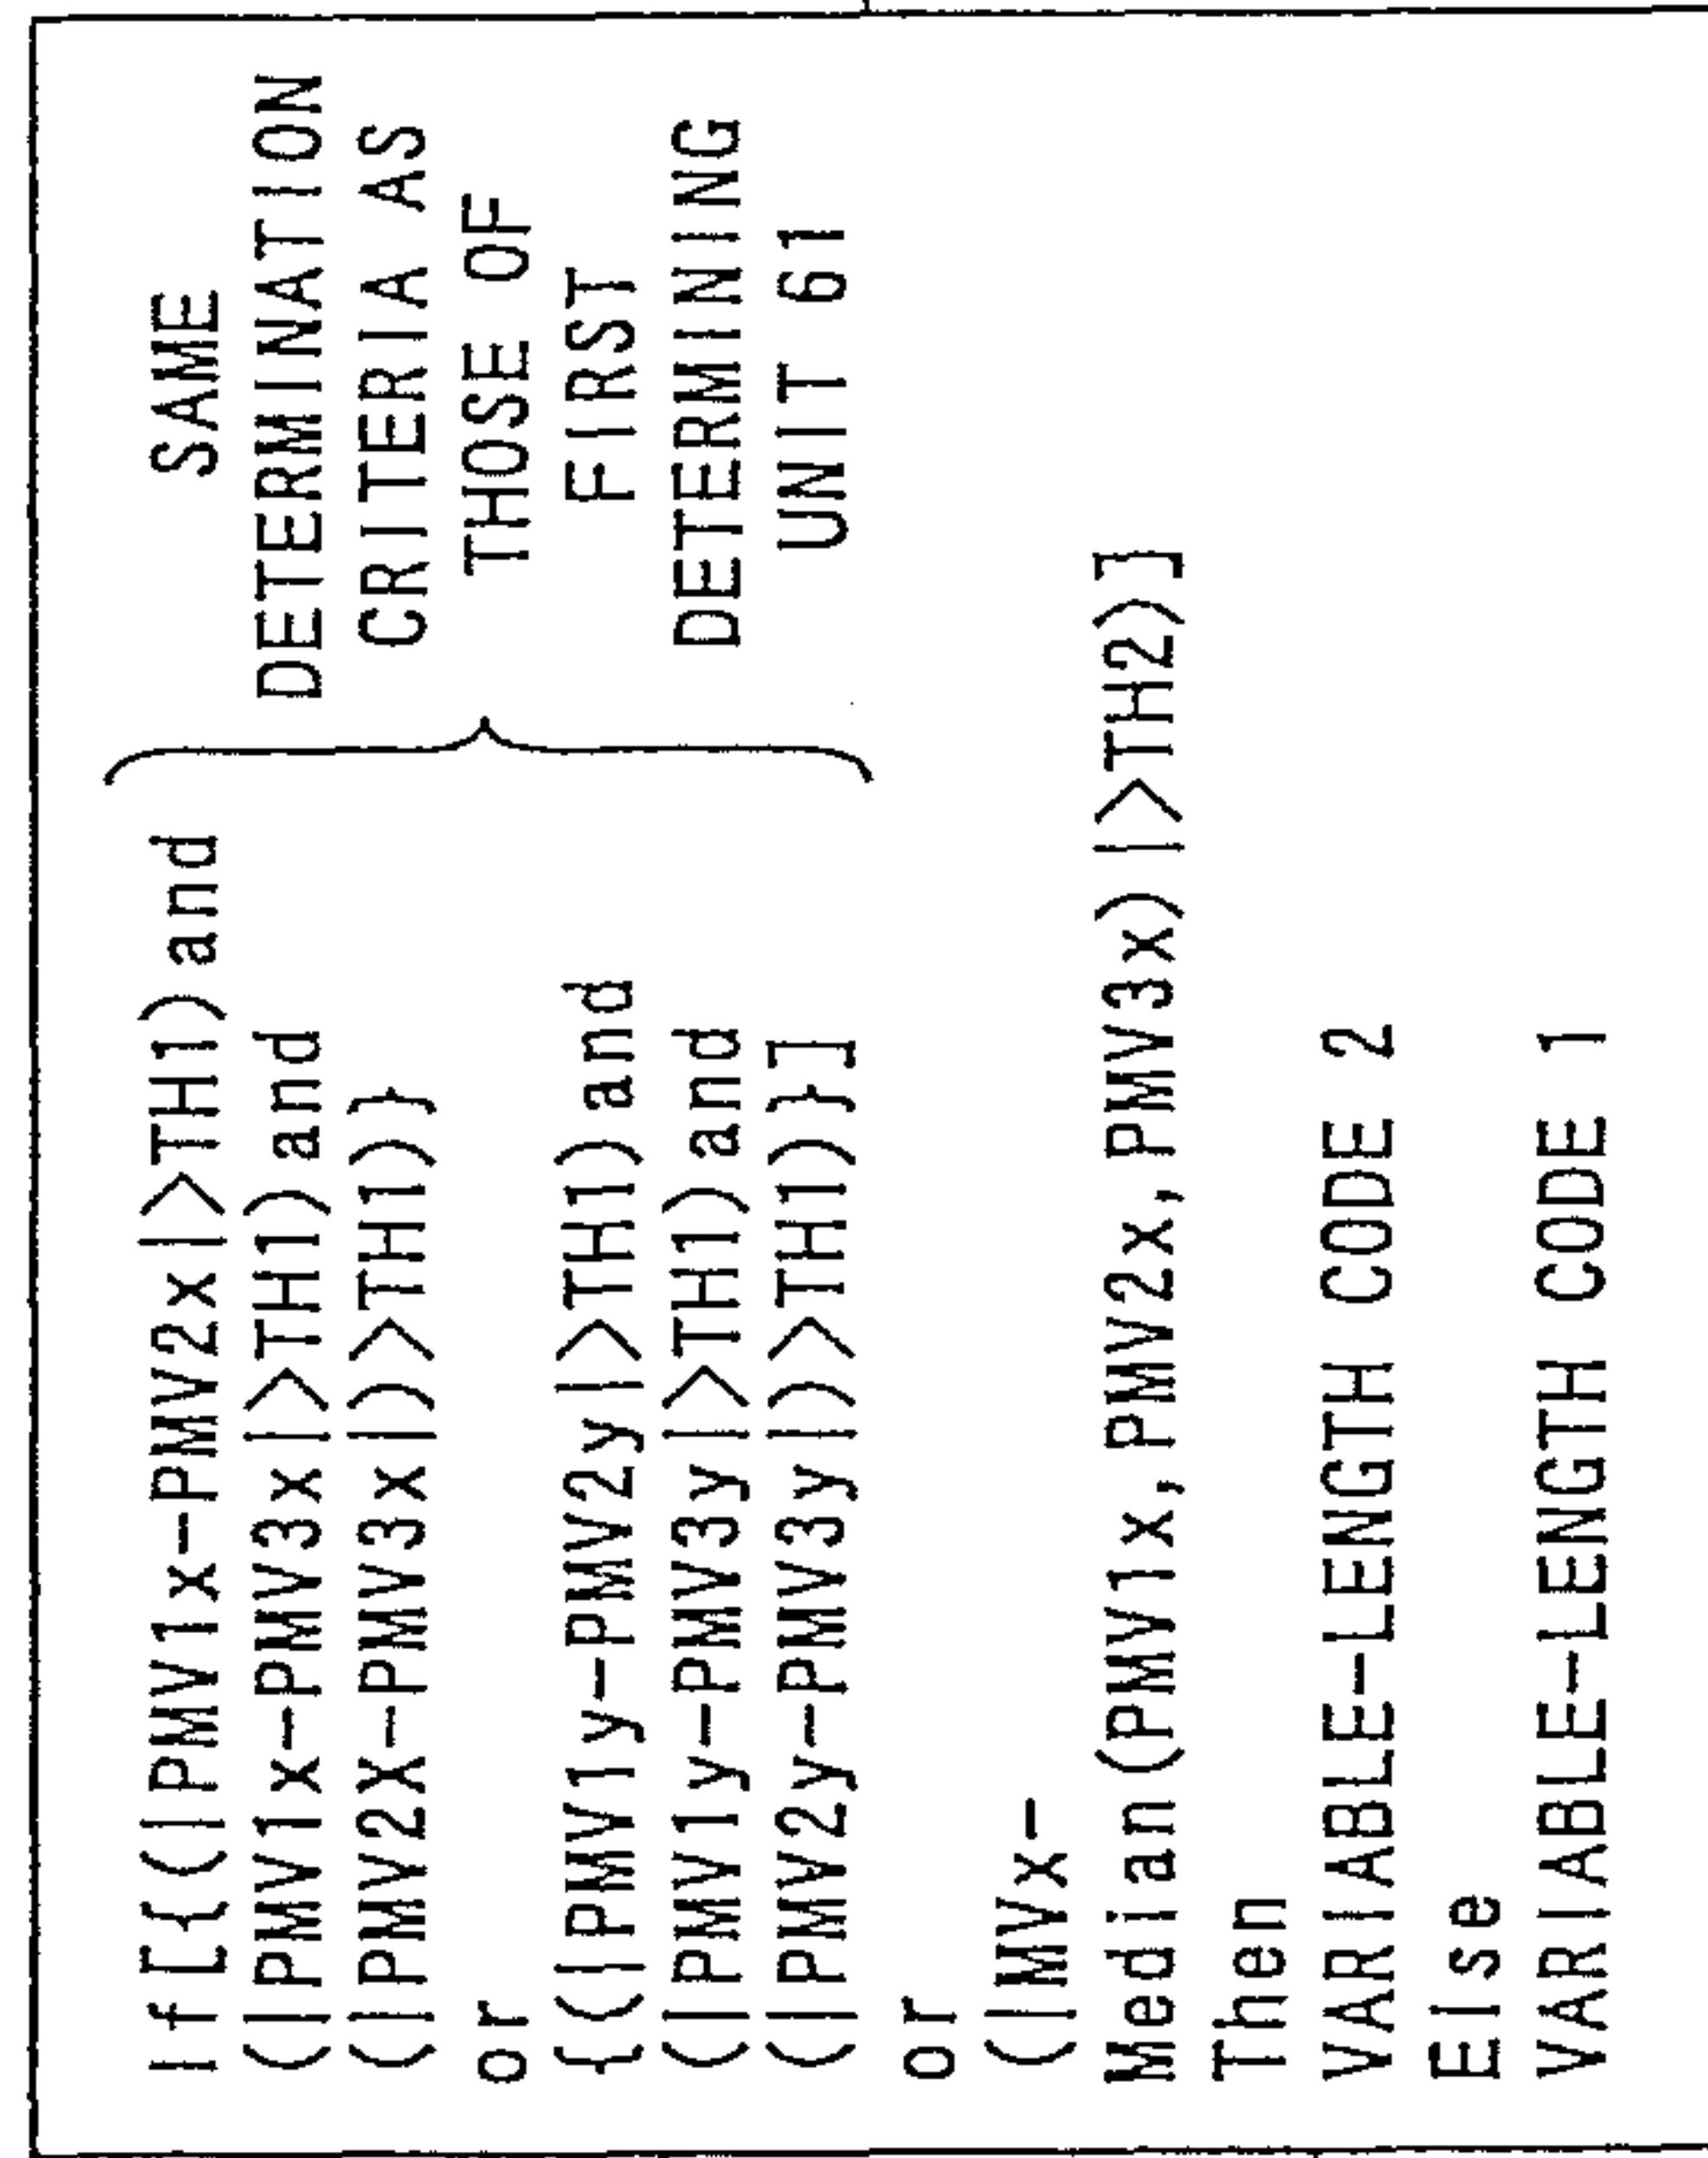 If [{(|PMV1x-PMV2x|>TH1)and
(|PMV1x-PMV3x|>TH1)and
(|PMV2X-PMV3x|)>TH1)}
or
{(|PMV1y-PMV2y|>TH1)and
(|PMV1y-PMV3y|>TH1)and
(|PMV2y-PMV3y|)>TH1)}]
SAME
DETERMINATION
CRITERIA AS
THOSE OF
FIRST
DETERMINING
UNIT 61
or
(|MVx-
Median(PMV1x,PMV2x,PMV3x)|>TH2)]
Then
VARIABLE-LENGTH CODE 2
Else
VARIABLE-LENGTH CODE 1